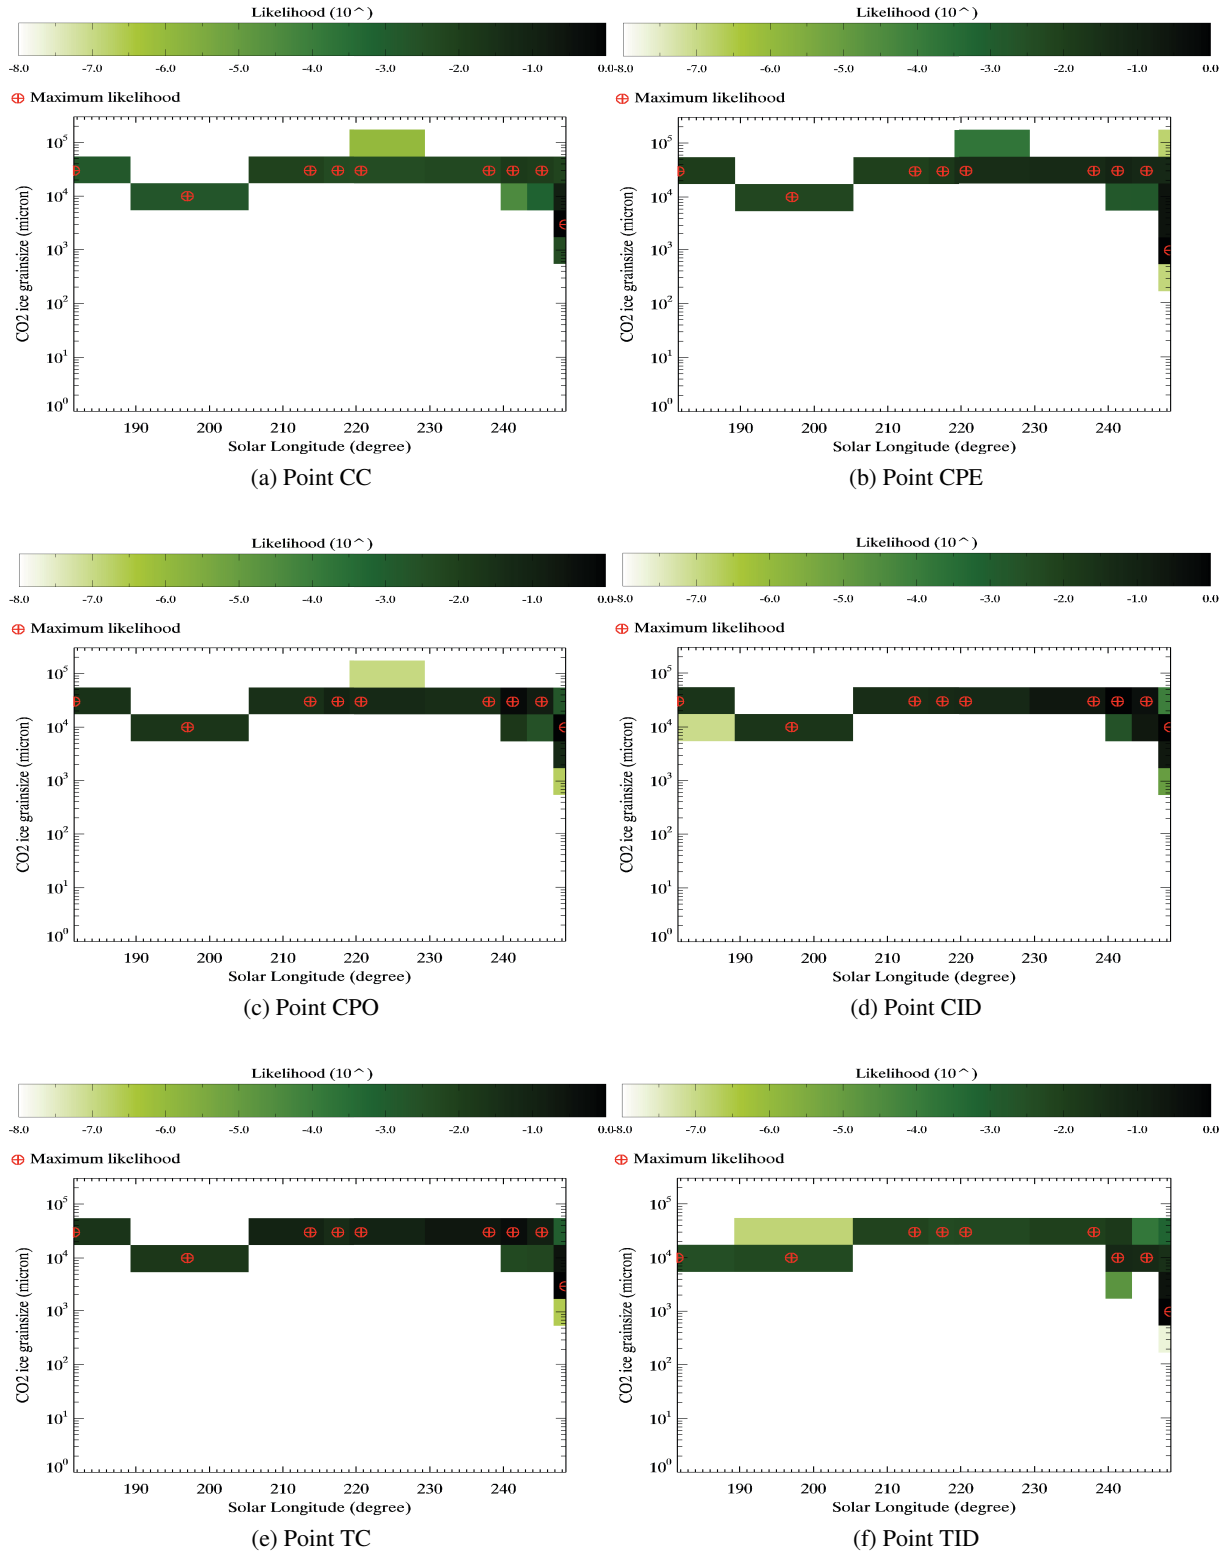 Likelihood (10^)
-8.0 -7.0 -6.0 -5.0 -4.0 -3.0 -2.0 -1.0 0.0
Maximum likelihood
CO2 ice grainsize (micron)
10^5
10^4
10^3
10^2
10^1
10^0
190 200 210 220 230 240
Solar Longitude (degree)
(a) Point CC
Likelihood (10^)
-8.0 -7.0 -6.0 -5.0 -4.0 -3.0 -2.0 -1.0 0.0
Maximum likelihood
CO2 ice grainsize (micron)
10^5
10^4
10^3
10^2
10^1
10^0
190 200 210 220 230 240
Solar Longitude (degree)
(b) Point CPE
Likelihood (10^)
-8.0 -7.0 -6.0 -5.0 -4.0 -3.0 -2.0 -1.0 0.0
Maximum likelihood
CO2 ice grainsize (micron)
10^5
10^4
10^3
10^2
10^1
10^0
190 200 210 220 230 240
Solar Longitude (degree)
(c) Point CPO
Likelihood (10^)
-8.0 -7.0 -6.0 -5.0 -4.0 -3.0 -2.0 -1.0 0.0
Maximum likelihood
CO2 ice grainsize (micron)
10^5
10^4
10^3
10^2
10^1
10^0
190 200 210 220 230 240
Solar Longitude (degree)
(d) Point CID
Likelihood (10^)
-8.0 -7.0 -6.0 -5.0 -4.0 -3.0 -2.0 -1.0 0.0
Maximum likelihood
CO2 ice grainsize (micron)
10^5
10^4
10^3
10^2
10^1
10^0
190 200 210 220 230 240
Solar Longitude (degree)
(e) Point TC
Likelihood (10^)
-8.0 -7.0 -6.0 -5.0 -4.0 -3.0 -2.0 -1.0 0.0
Maximum likelihood
CO2 ice grainsize (micron)
10^5
10^4
10^3
10^2
10^1
10^0
190 200 210 220 230 240
Solar Longitude (degree)
(f) Point TID